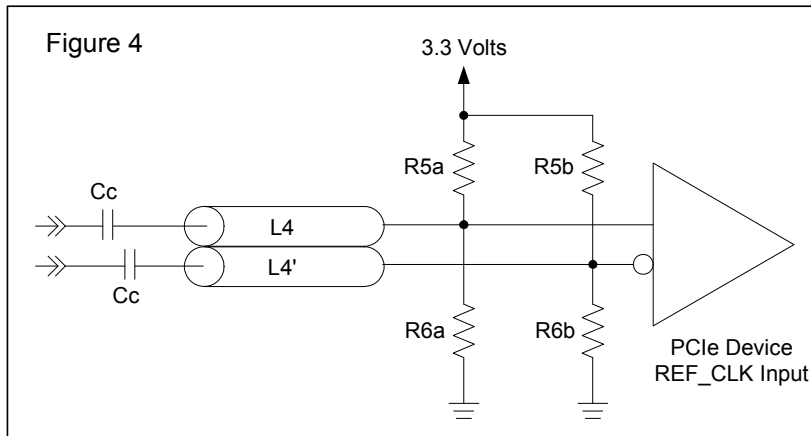 Figure 4
3.3 Volts
R5a
R5b
Cc
L4
L4'
Cc
R6a
R6b
PCIe Device
REF_CLK Input